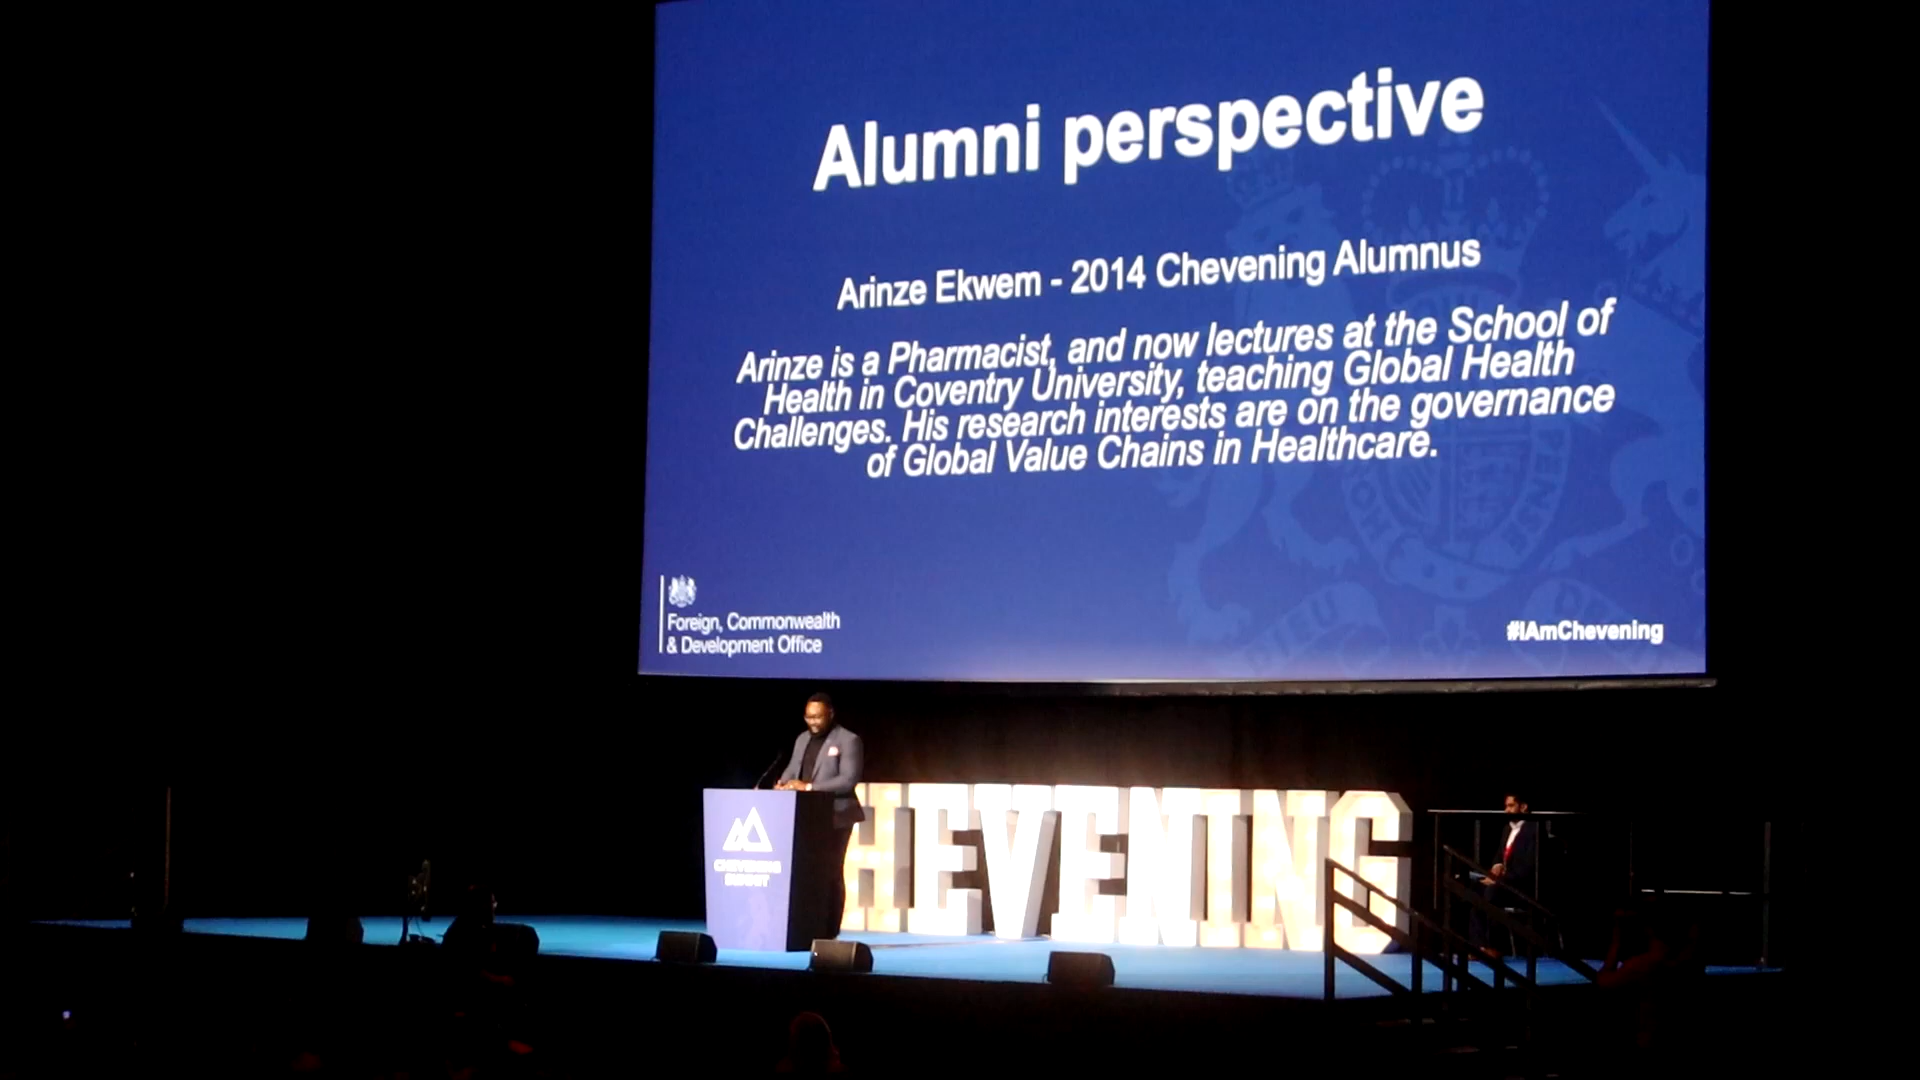 Alumni perspective
Arinze Ekwem - 2014 Chevening Alumnus
Arinze is a Pharmacist, and now lectures at the School of
Health in Coventry University, teaching Global Health
Challenges. His research interests are on the governance
of Global Value Chains in Healthcare.
Foreign, Commonwealth
& Development Office
#IAmChevening
HEVENING
CHEVENING
SUMMIT